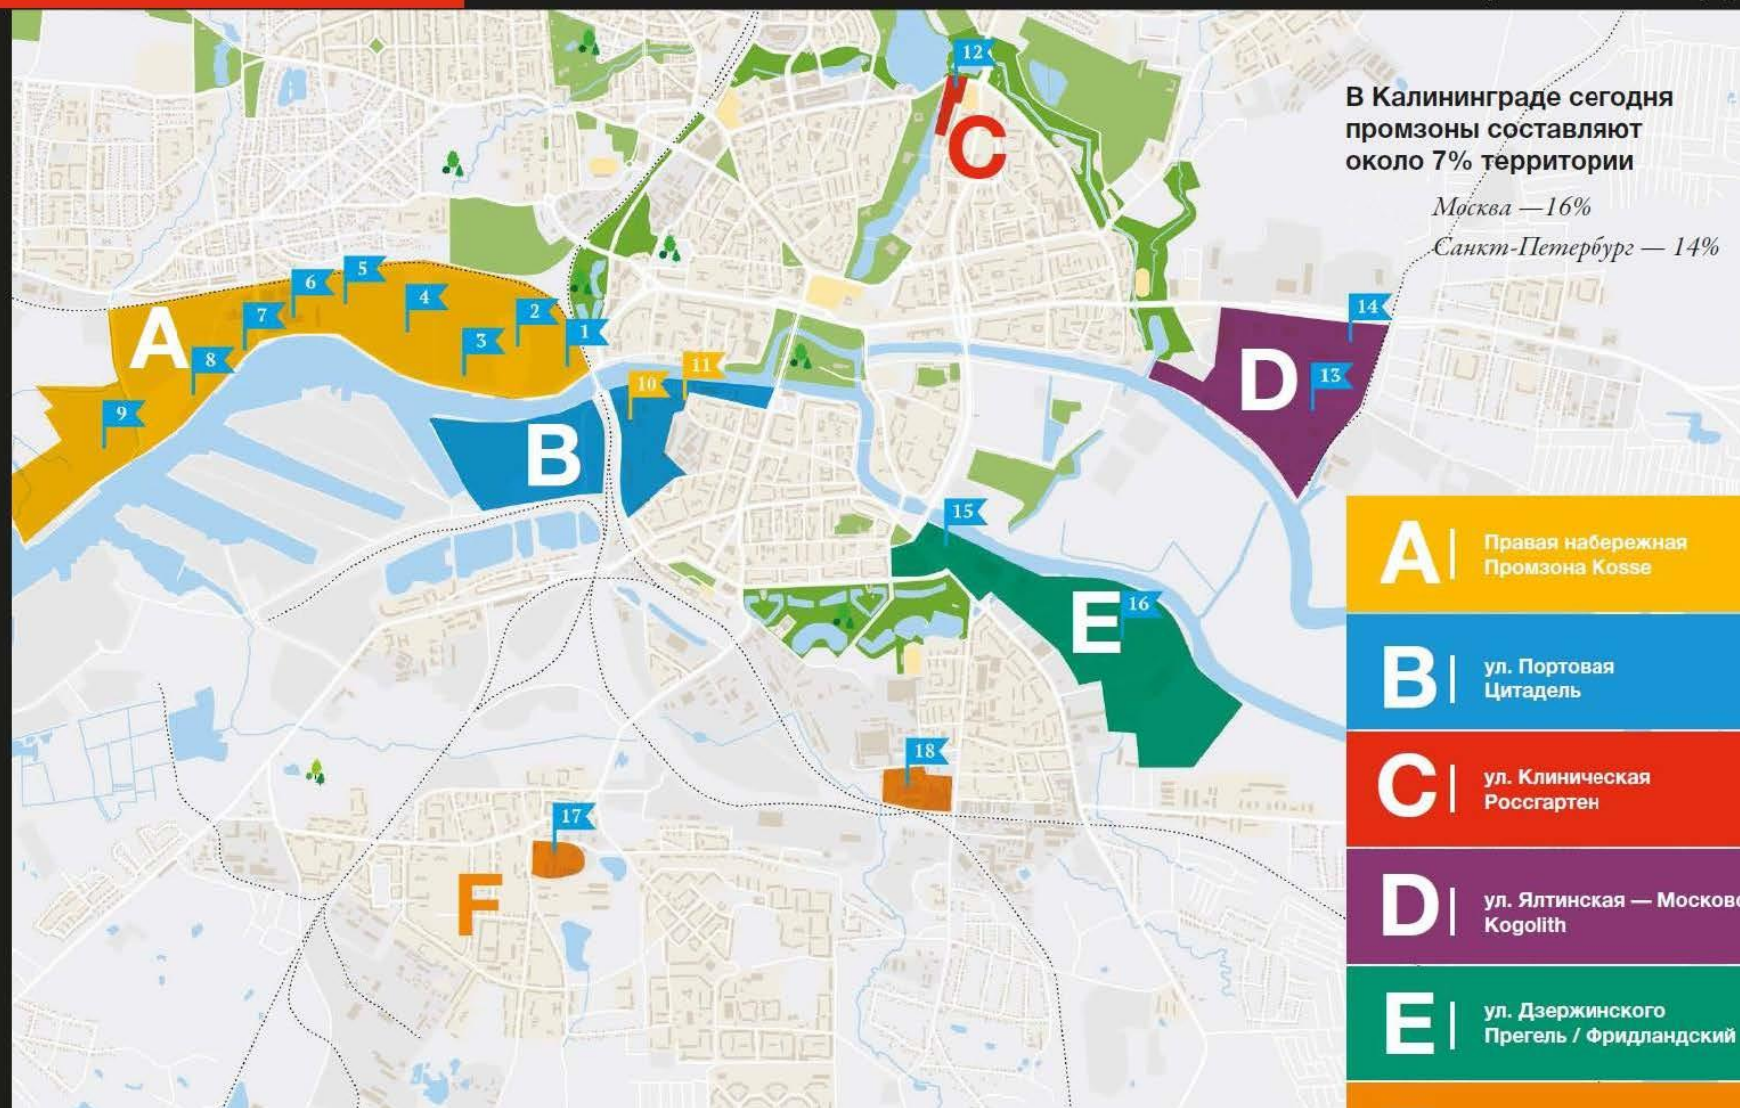 В Калининграде сегодня
промзоны составляют
около 7% территории
Москва —16%
Санкт-Петербург — 14%
12
C
6
5
4
2
1
7
3
8
9
A
11
10
B
14
13
D
15
16
E
18
17
F
A
Правая набережная
Промзона Kosse
B
ул. Портовая
Цитадель
C
ул. Клиническая
Россгартен
D
ул. Ялтинская —
Kogolith
E
ул. Дзержинского
Прегель / Фридландский